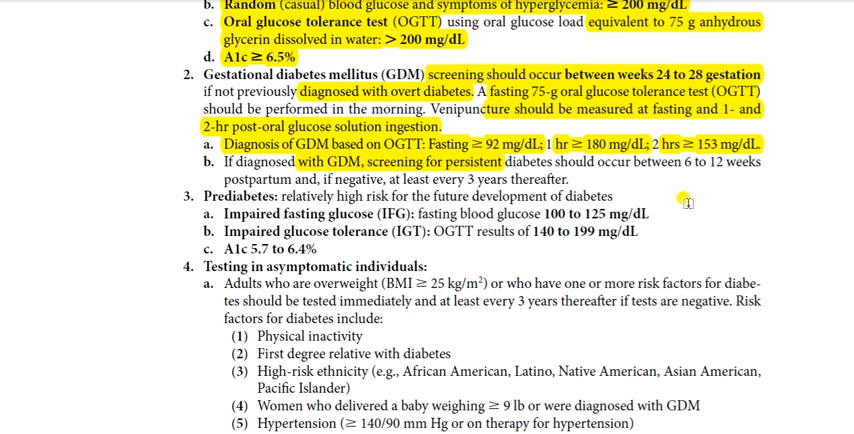 b. Random (casual) blood glucose and symptoms of hyperglycemia: ≥ 200 mg/dL
c. Oral glucose tolerance test (OGTT) using oral glucose load equivalent to 75 g anhydrous
glycerin dissolved in water: > 200 mg/dL
d. A1c ≥ 6.5%
2. Gestational diabetes mellitus (GDM) screening should occur between weeks 24 to 28 gestation
if not previously diagnosed with overt diabetes. A fasting 75-g oral glucose tolerance test (OGTT)
should be performed in the morning. Venipuncture should be measured at fasting and 1- and
2-hr post-oral glucose solution ingestion.
a. Diagnosis of GDM based on OGTT: Fasting ≥ 92 mg/dL; 1 hr ≥ 180 mg/dL; 2 hrs ≥ 153 mg/dL.
b. If diagnosed with GDM, screening for persistent diabetes should occur between 6 to 12 weeks
postpartum and, if negative, at least every 3 years thereafter.
3. Prediabetes: relatively high risk for the future development of diabetes
a. Impaired fasting glucose (IFG): fasting blood glucose 100 to 125 mg/dL
b. Impaired glucose tolerance (IGT): OGTT results of 140 to 199 mg/dL
c. A1c 5.7 to 6.4%
4. Testing in asymptomatic individuals:
a. Adults who are overweight (BMI ≥ 25 kg/m²) or who have one or more risk factors for diabe-
tes should be tested immediately and at least every 3 years thereafter if tests are negative. Risk
factors for diabetes include:
(1) Physical inactivity
(2) First degree relative with diabetes
(3) High-risk ethnicity (e.g., African American, Latino, Native American, Asian American,
Pacific Islander)
(4) Women who delivered a baby weighing ≥ 9 lb or were diagnosed with GDM
(5) Hypertension (≥ 140/90 mm Hg or on therapy for hypertension)